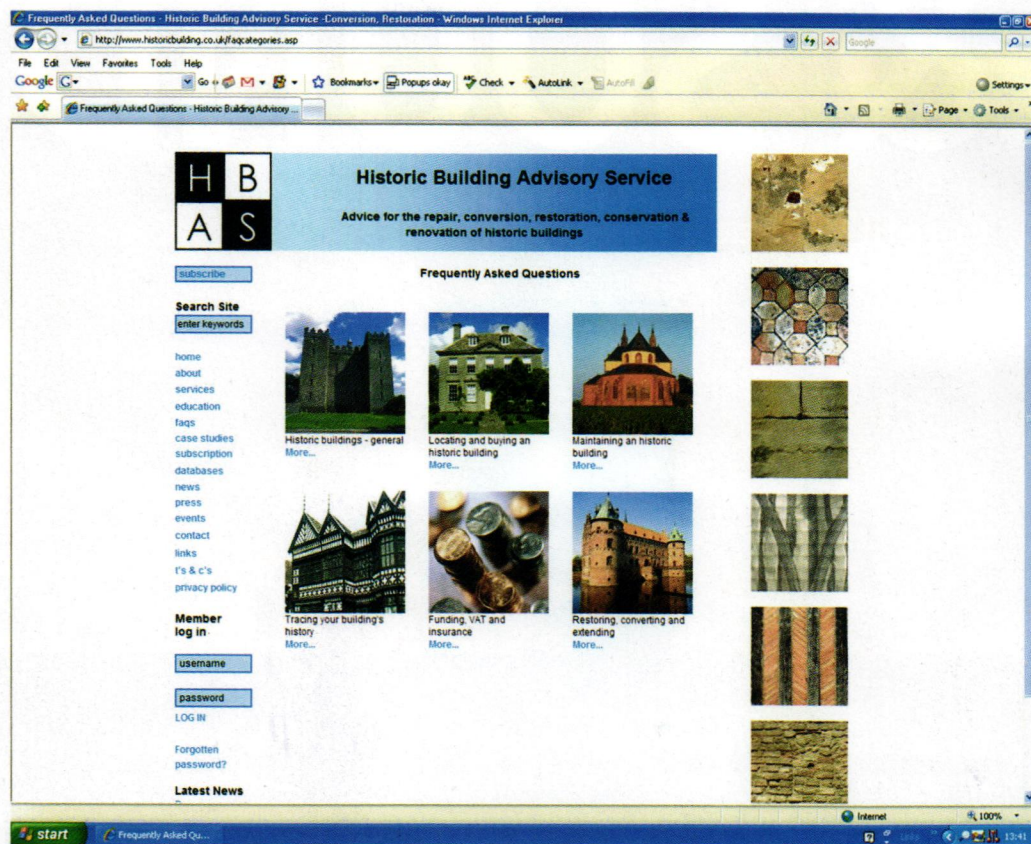 Frequently Asked Questions - Historic Building Advisory Service -Conversion, Restoration - Windows Internet Explorer
http://www.historicbuilding.co.uk/faqcategories.asp
Google
File Edit View Favorites Tools Help
Google G Go Bookmarks Popups okay Check AutoLink AutoFill Settings
Frequently Asked Questions - Historic Building Advisory ...
Page Tools
H B
A S
Historic Building Advisory Service
Advice for the repair, conversion, restoration, conservation &
renovation of historic buildings
subscribe
Search Site
enter keywords
home
about
services
education
faqs
case studies
subscription
databases
news
press
events
contact
links
t's & c's
privacy policy
Member
log in
username
password
LOG IN
Forgotten
password?
Latest News
Frequently Asked Questions
Historic buildings - general
More...
Locating and buying an
historic building
More...
Maintaining an historic
building
More...
Tracing your building's
history
More...
Funding, VAT and
insurance
More...
Restoring, converting and
extending
More...
Internet 100%
start Frequently Asked Qu... Links 13:41